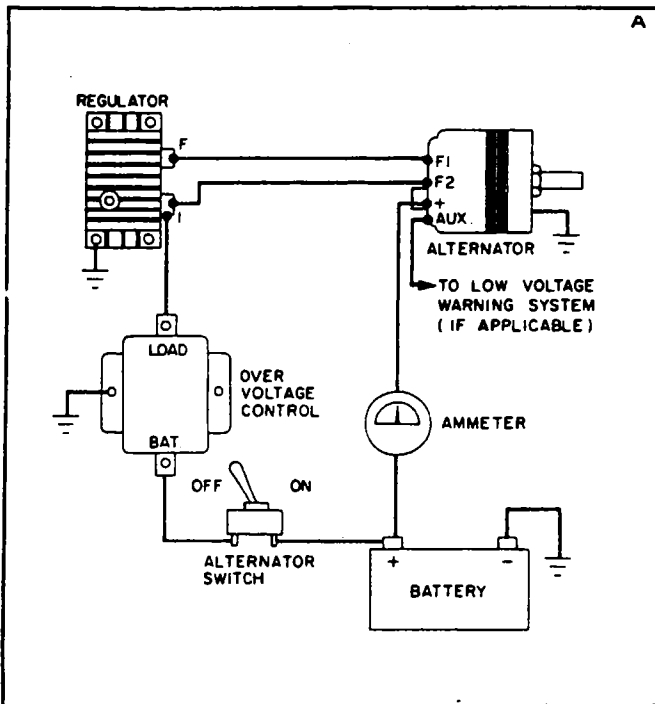 A
REGULATOR
F
I
F1
F2
+
AUX.
ALTERNATOR
TO LOW VOLTAGE
WARNING SYSTEM
( IF APPLICABLE )
LOAD
OVER
VOLTAGE
CONTROL
BAT.
AMMETER
OFF
ON
ALTERNATOR
SWITCH
+
-
BATTERY